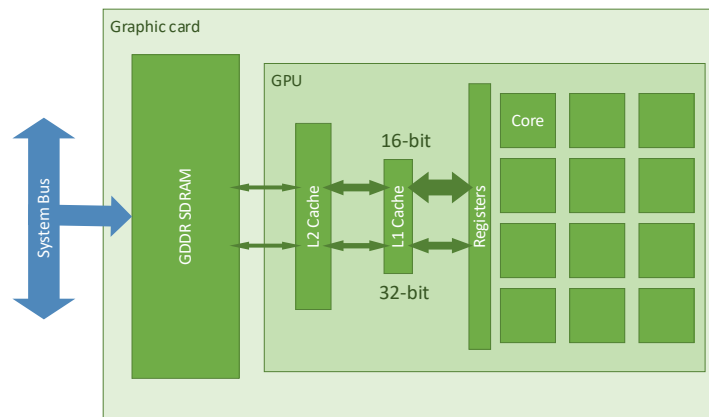 Graphic card
GPU
System Bus
GDDR SDRAM
L2 Cache
16-bit
L1 Cache
32-bit
Registers
Core